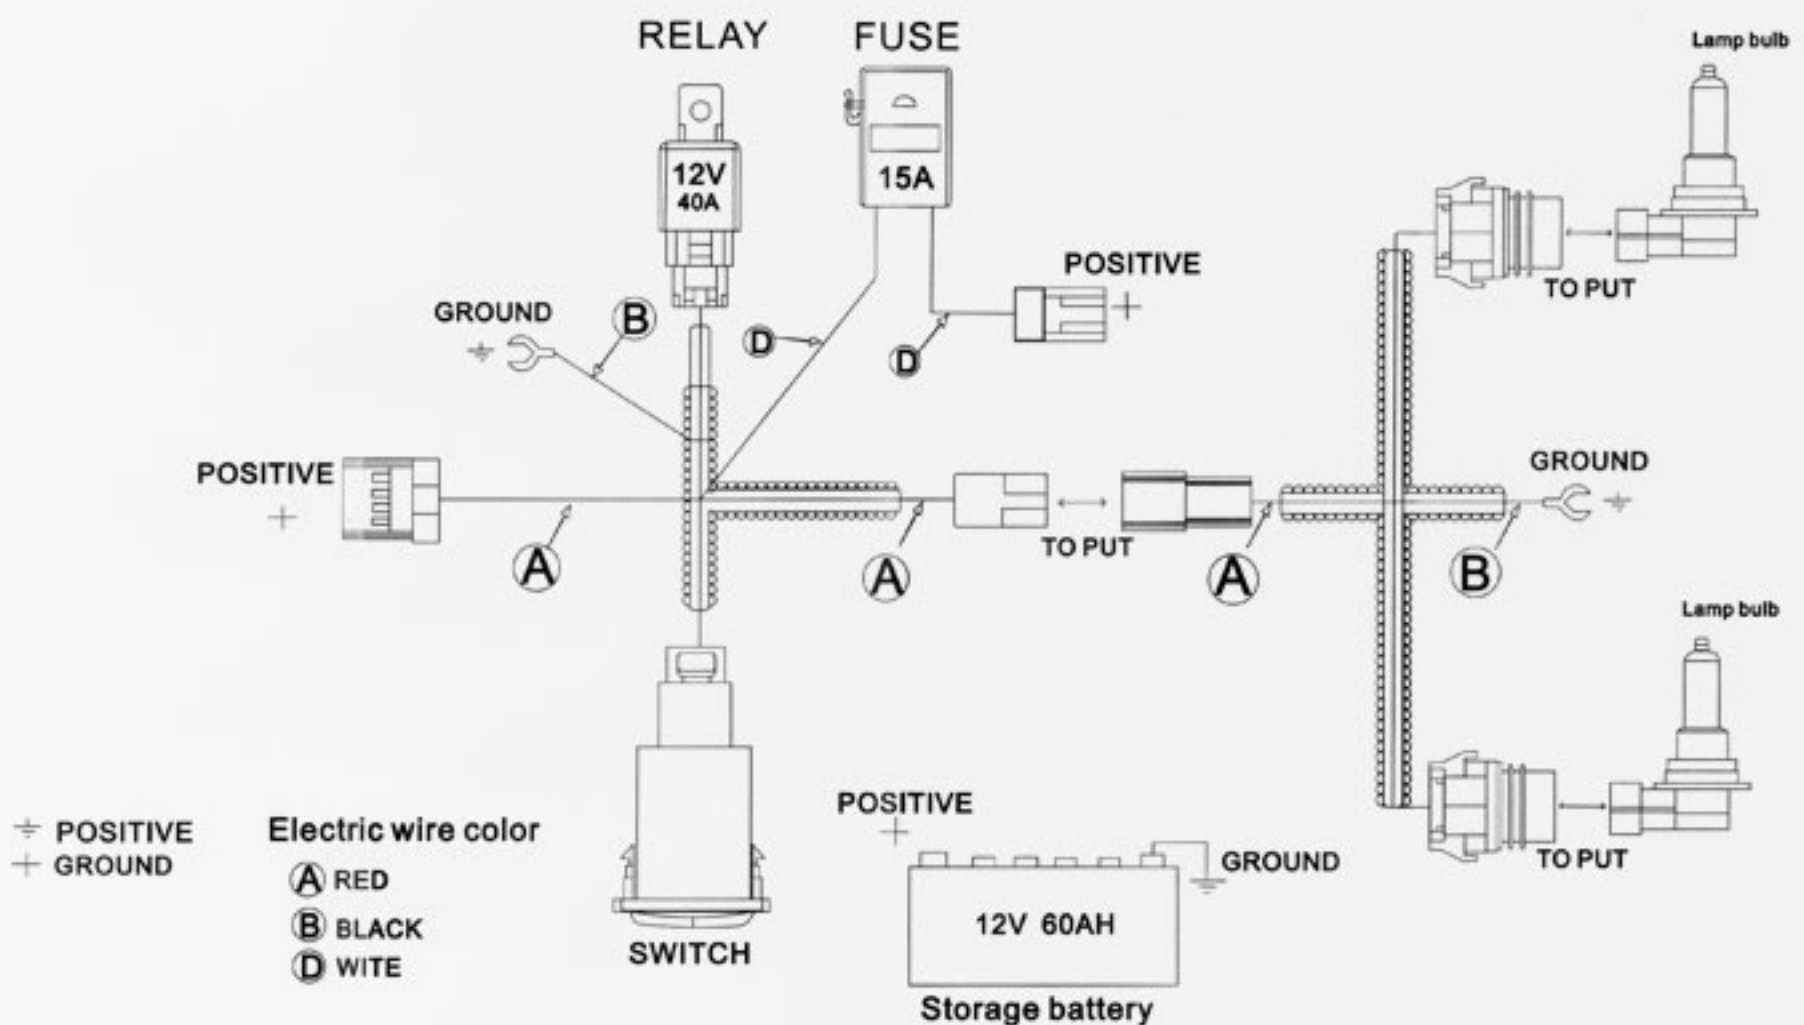 RELAY
FUSE
Lamp bulb
12V
40A
15A
POSITIVE
TO PUT
GROUND
B
D
D
POSITIVE
GROUND
A
TO PUT
A
A
B
Lamp bulb
POSITIVE
POSITIVE
GROUND
Electric wire color
A RED
B BLACK
D WITE
SWITCH
GROUND
12V 60AH
Storage battery
TO PUT